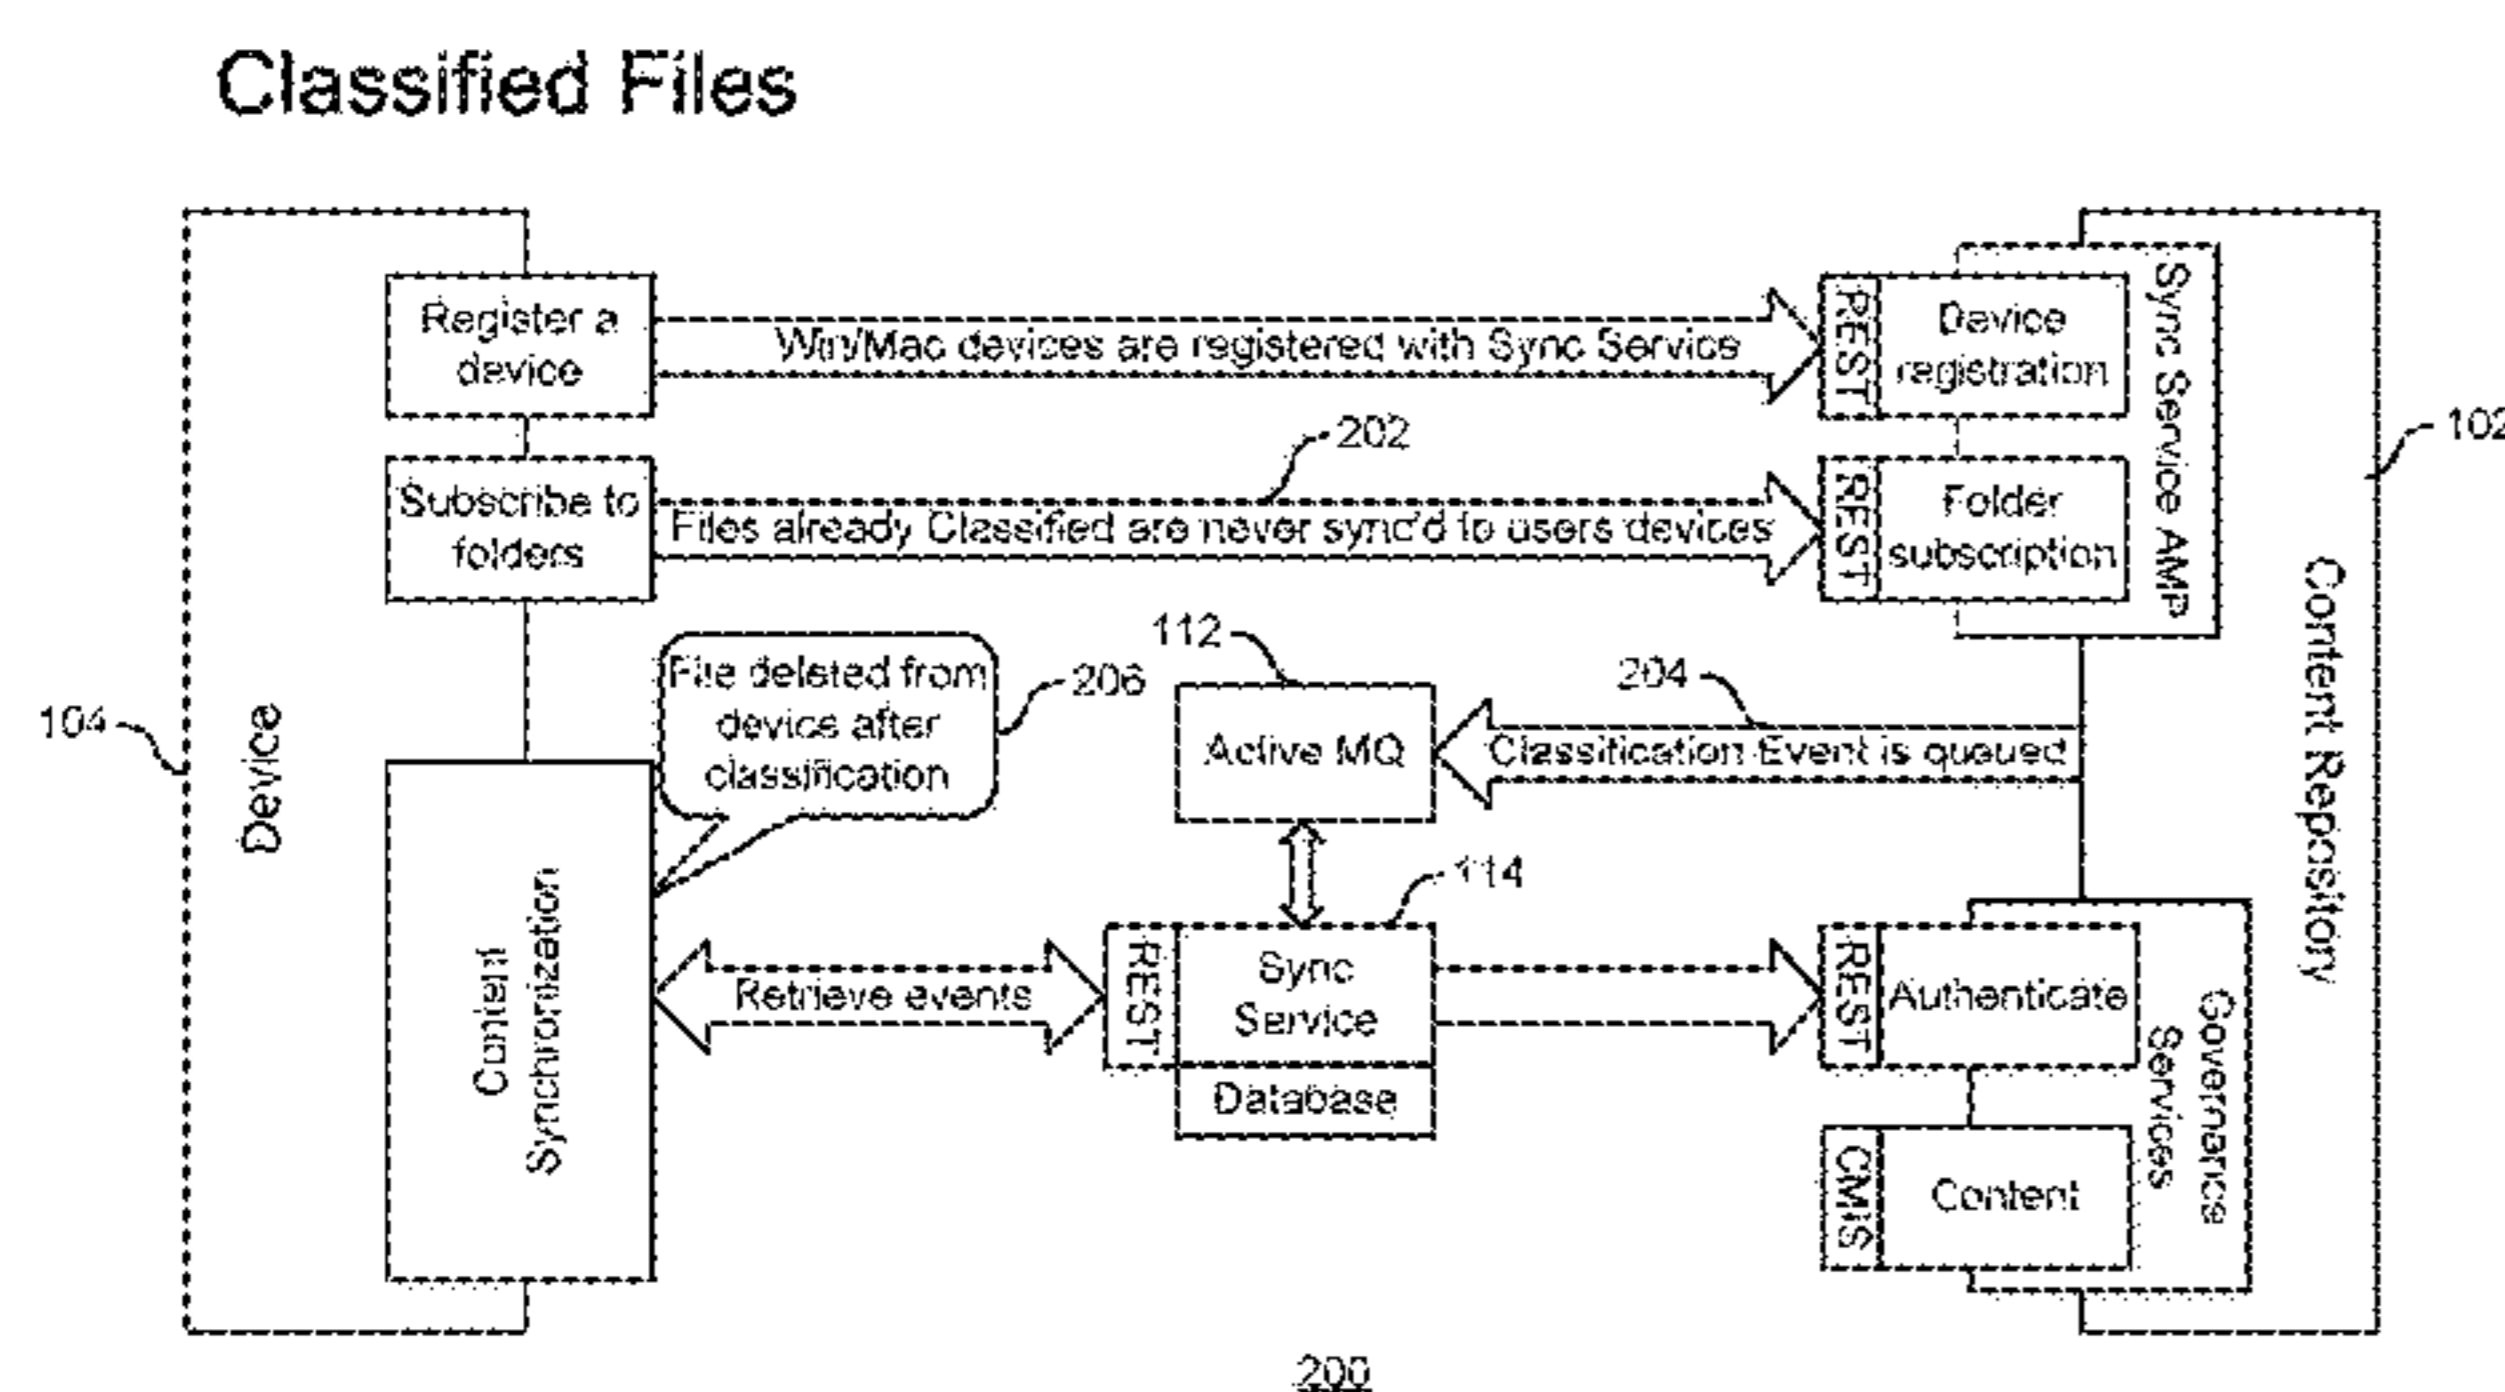 Classified Files
Register a
device
Win/Mac devices are registered with Sync Service
REST
Device
registration
Sync Service AMP
102
202
Subscribe to
folders
Files already Classified are never sync'd to users devices
REST
Folder
subscription
Content Repository
112
204
File deleted from
device after
classification
206
Active MQ
Classification Event is queued
104
Device
114
Content
Synchronization
Retrieve events
REST
Sync
Service
Database
REST
Authenticate
Governance
Services
CMIS
Content
200